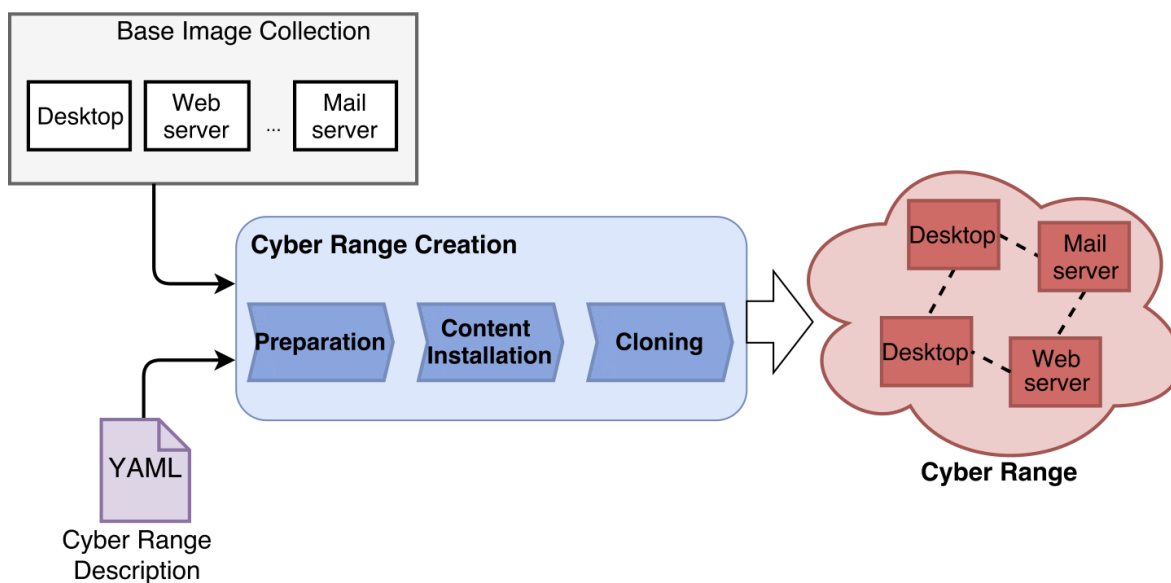 Base Image Collection
Desktop
Web
server
...
Mail
server
Cyber Range Creation
Preparation
Content
Installation
Cloning
YAML
Cyber Range
Description
Desktop
Mail
server
Desktop
Web
server
Cyber Range